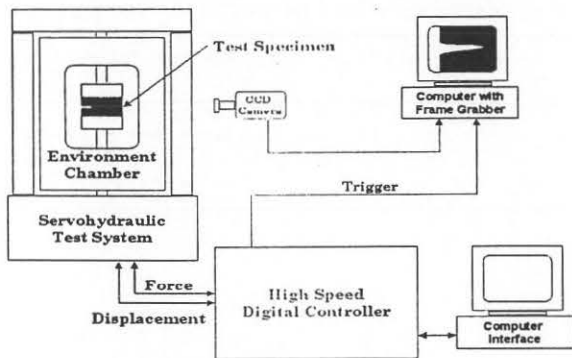 Test Specimen
CCD
Camera
Computer with
Frame Grabber
Environment
Chamber
Trigger
Servohydraulic
Test System
Force
Displacement
High Speed
Digital Controller
Computer
Interface